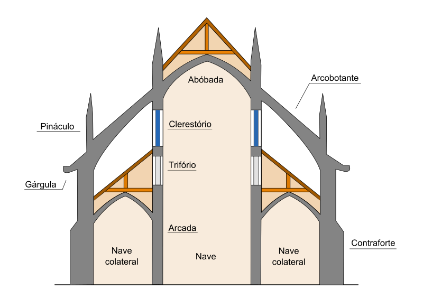 Abóbada
Arcobotante
Pináculo
Clerestório
Trifório
Gárgula
Arcada
Contraforte
Nave
colateral
Nave
Nave
colateral